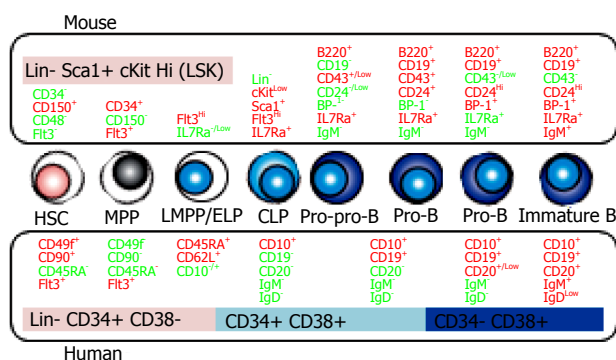 Mouse
Lin- Sca1+ cKit Hi (LSK)
CD34⁻
CD150⁺
CD48⁻
Flt3⁻
CD34⁺
CD150⁻
Flt3⁺
Flt3ᴴⁱ
IL7Ra⁻/ᴸᵒʷ
Lin⁻
cKitᴸᵒʷ
Sca1⁺
Flt3ᴴⁱ
IL7Ra⁺
B220⁺
CD19⁻
CD43⁺/ᴸᵒʷ
CD24⁻/ᴸᵒʷ
BP-1⁻
IL7Ra⁺
IgM⁻
B220⁺
CD19⁺
CD43⁺
CD24⁺
BP-1⁻
IL7Ra⁺
IgM⁻
B220⁺
CD19⁺
CD43⁻/ᴸᵒʷ
CD24ᴴⁱ
BP-1⁺
IL7Ra⁺
IgM⁻
B220⁺
CD19⁺
CD43⁻
CD24ᴴⁱ
BP-1⁺
IL7Ra⁺
IgM⁺
HSC MPP LMPP/ELP CLP Pro-pro-B Pro-B Pro-B Immature B
CD49f⁺
CD90⁺
CD45RA⁻
Flt3⁺
CD49f⁻
CD90⁻
CD45RA⁻
Flt3⁺
CD45RA⁺
CD62L⁺
CD10⁻/⁺
CD10⁺
CD19⁻
CD20⁻
IgM⁻
IgD⁻
CD10⁺
CD19⁺
CD20⁻
IgM⁻
IgD⁻
CD10⁺
CD19⁺
CD20⁺/ᴸᵒʷ
IgM⁻
IgD⁻
CD10⁺
CD19⁺
CD20⁺
IgM⁺
IgDᴸᵒʷ
Lin- CD34+ CD38- CD34+ CD38+ CD34- CD38+
Human